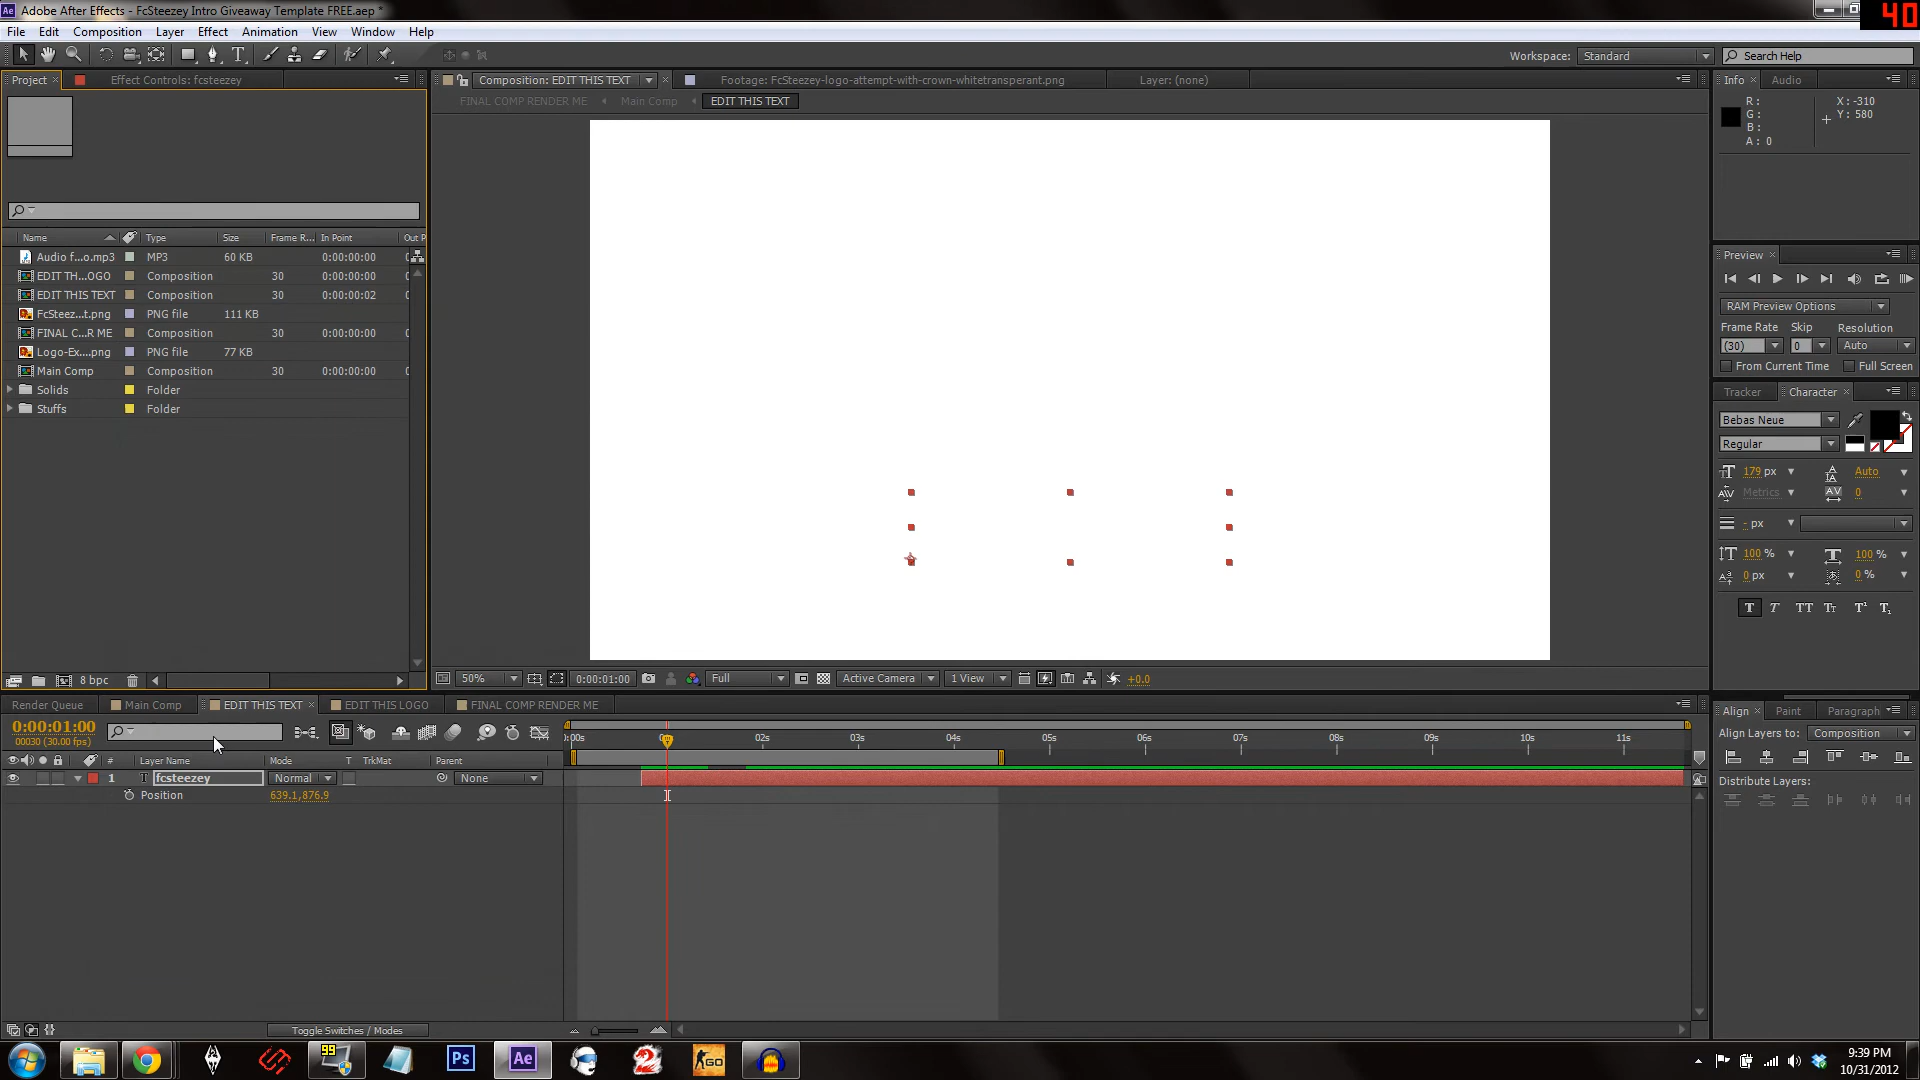 Adobe After Effects - FcSteezey Intro Giveaway Template FREE.aep *
40
File Edit Composition Layer Effect Animation View Window Help
Workspace: Standard Search Help
Project Effect Controls: fcsteezey Composition: EDIT THIS TEXT Footage: FcSteezey-logo-attempt-with-crown-whitetransperant.png Layer: (none) Info Audio
FINAL COMP RENDER ME Main Comp EDIT THIS TEXT
R: X: -310
G: Y: 580
B:
A: 0
Name Type Size Frame R... In Point Out P
Audio f...o.mp3 MP3 60 KB 0:00:00:00
EDIT TH...OGO Composition 30 0:00:00:00
EDIT THIS TEXT Composition 30 0:00:00:02
FcSteez...t.png PNG file 111 KB
FINAL C...R ME Composition 30 0:00:00:00
Logo-Ex....png PNG file 77 KB
Main Comp Composition 30 0:00:00:00
Solids Folder
Stuffs Folder
Preview
RAM Preview Options
Frame Rate Skip Resolution
(30) 0 Auto
From Current Time Full Screen
Tracker Character
Bebas Neue
Regular
179 px Auto
Metrics 0
- px
100 % 100 %
0 px 0 %
T T TT Tt T¹ T₁
8 bpc 50% 0:00:01:00 Full Active Camera 1 View +0.0
Render Queue Main Comp EDIT THIS TEXT EDIT THIS LOGO FINAL COMP RENDER ME
Align Paint Paragraph
0:00:01:00
00030 (30.00 fps)
Align Layers to: Composition
:00s 02s 03s 04s 05s 06s 07s 08s 09s 10s 11s
# Layer Name Mode T TrkMat Parent
1 T fcsteezey Normal None
Position 639.1,876.9
Distribute Layers:
Toggle Switches / Modes
99 Ps Ae 2 GO
9:39 PM
10/31/2012